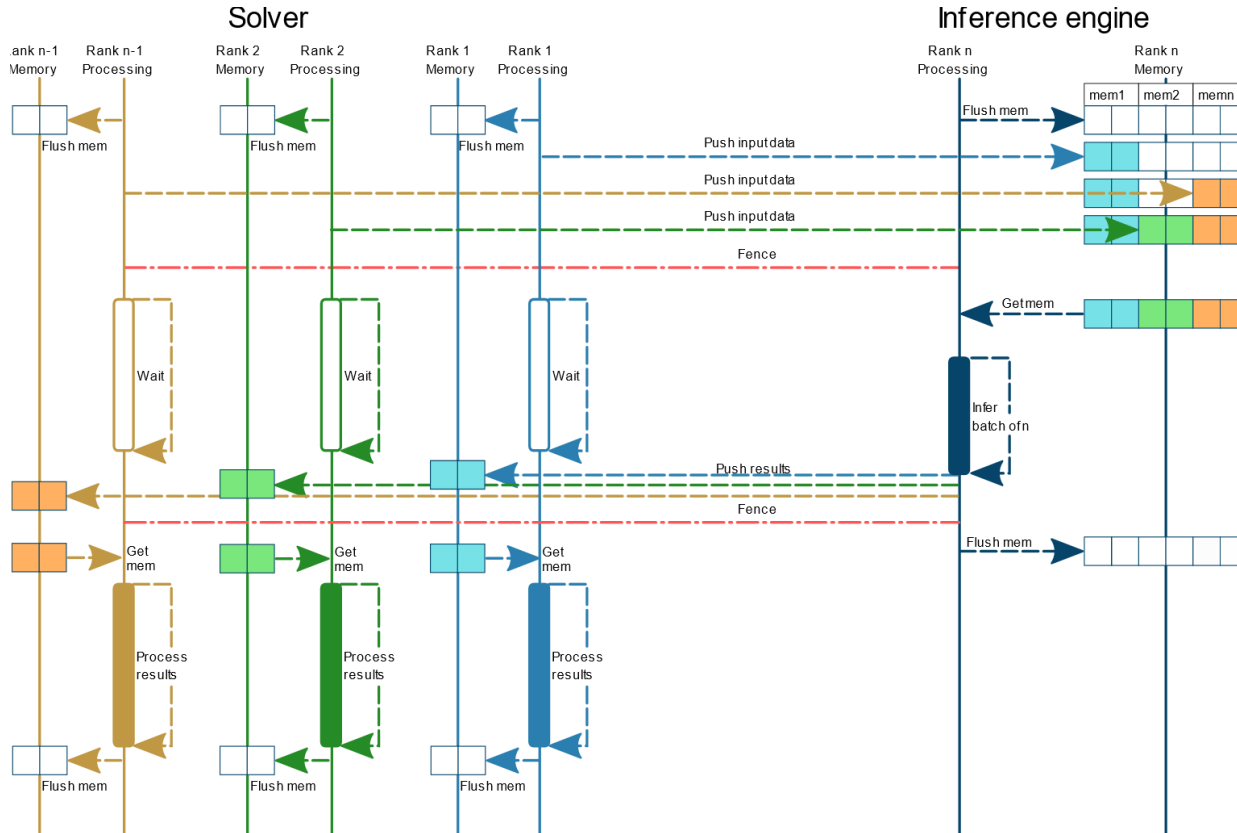 Solver
Inference engine
ank n-1
Memory
Rank n-1
Processing
Rank 2
Memory
Rank 2
Processing
Rank 1
Memory
Rank 1
Processing
Rank n
Processing
Rank n
Memory
mem1
mem2
memn
Flush mem
Flush mem
Flush mem
Flush mem
Push input data
Push input data
Push input data
Fence
Get mem
Wait
Wait
Wait
Infer
batch of n
Push results
Fence
Flush mem
Get
mem
Get
mem
Get
mem
Process
results
Process
results
Process
results
Flush mem
Flush mem
Flush mem